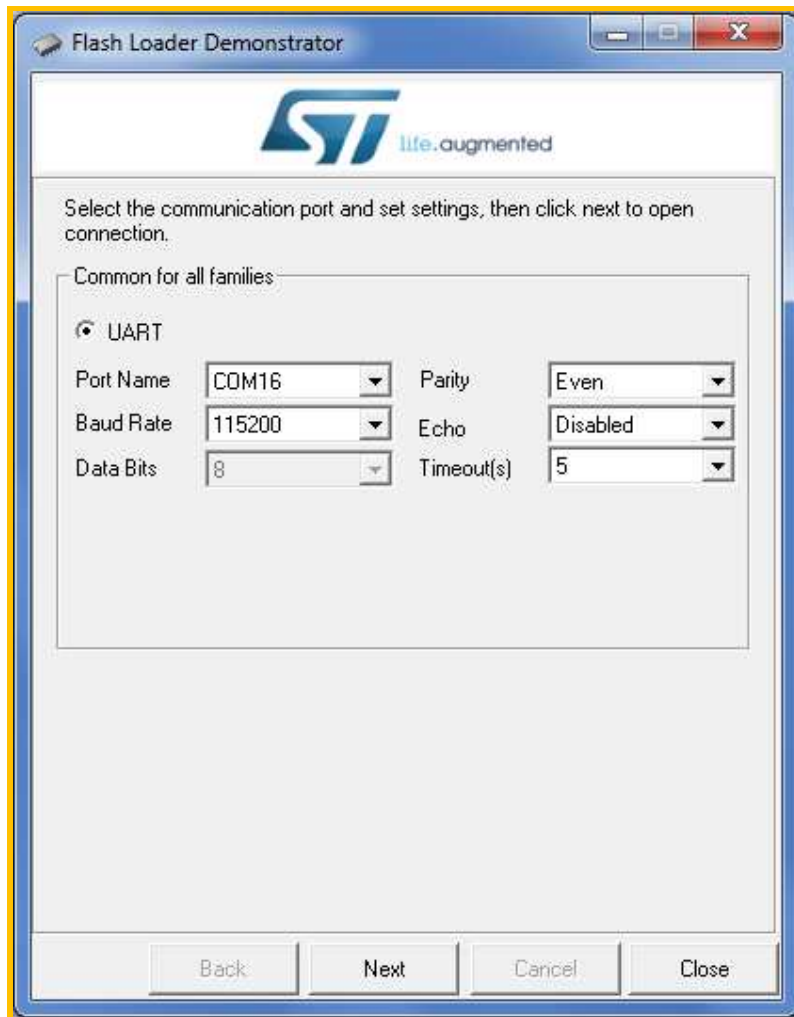 Flash Loader Demonstrator
ST life.augmented
Select the communication port and set settings, then click next to open
connection.
Common for all families
UART
Port Name COM16 Parity Even
Baud Rate 115200 Echo Disabled
Data Bits 8 Timeout(s) 5
Back Next Cancel Close